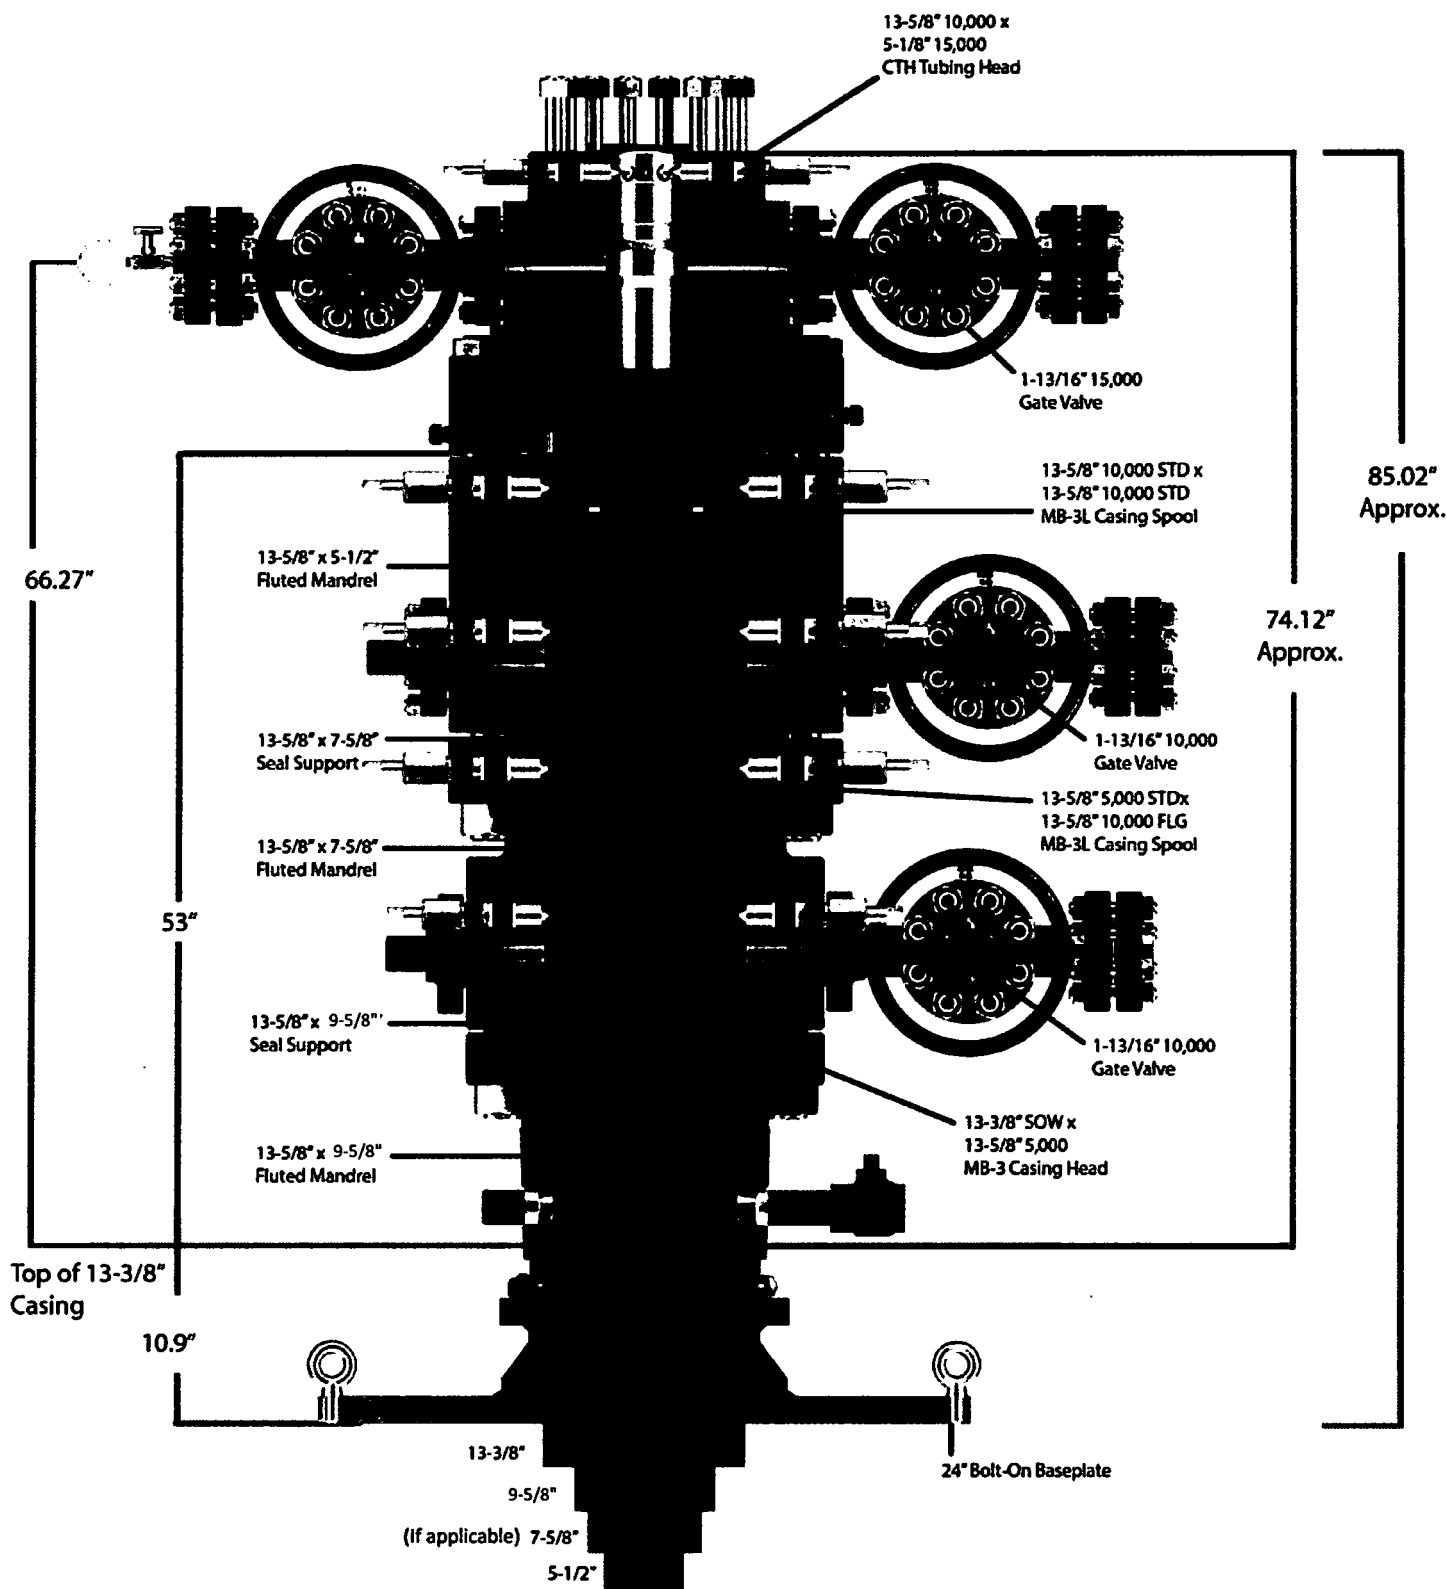 13-5/8" 10,000 x
5-1/8" 15,000
CTH Tubing Head
1-13/16" 15,000
Gate Valve
13-5/8" 10,000 STD x
13-5/8" 10,000 STD
MB-3L Casing Spool
85.02"
Approx.
13-5/8" x 5-1/2"
Fluted Mandrel
66.27"
74.12"
Approx.
13-5/8" x 7-5/8"
Seal Support
1-13/16" 10,000
Gate Valve
13-5/8" 5,000 STDx
13-5/8" 10,000 FLG
MB-3L Casing Spool
13-5/8" x 7-5/8"
Fluted Mandrel
53"
13-5/8" x 9-5/8"
Seal Support
1-13/16" 10,000
Gate Valve
13-3/8" SOW x
13-5/8" 5,000
MB-3 Casing Head
13-5/8" x 9-5/8"
Fluted Mandrel
Top of 13-3/8"
Casing
10.9"
13-3/8"
24" Bolt-On Baseplate
9-5/8"
(If applicable) 7-5/8"
5-1/2"